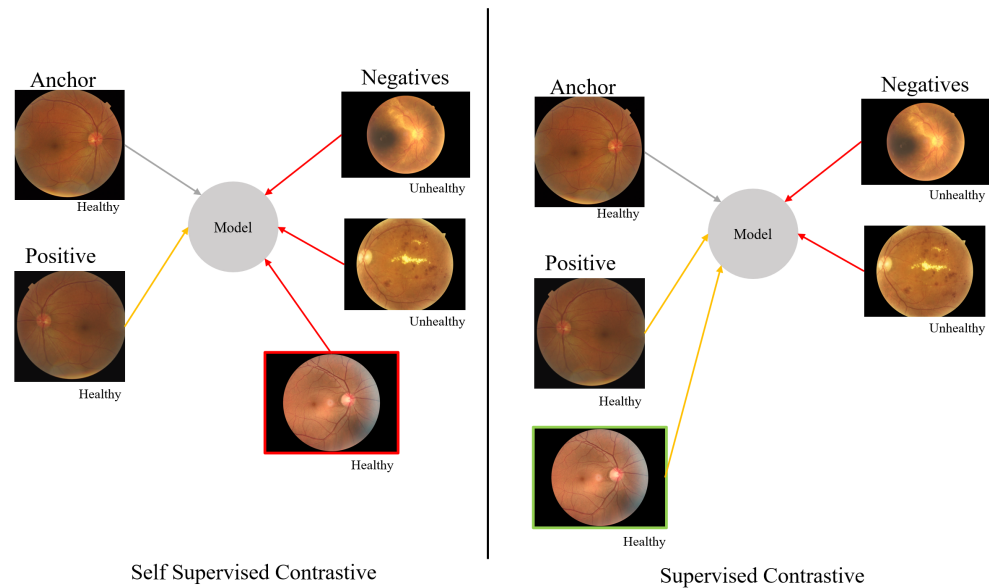 Anchor
Healthy
Positive
Healthy
Model
Negatives
Unhealthy
Unhealthy
Healthy
Self Supervised Contrastive
Anchor
Healthy
Positive
Healthy
Healthy
Model
Negatives
Unhealthy
Unhealthy
Supervised Contrastive